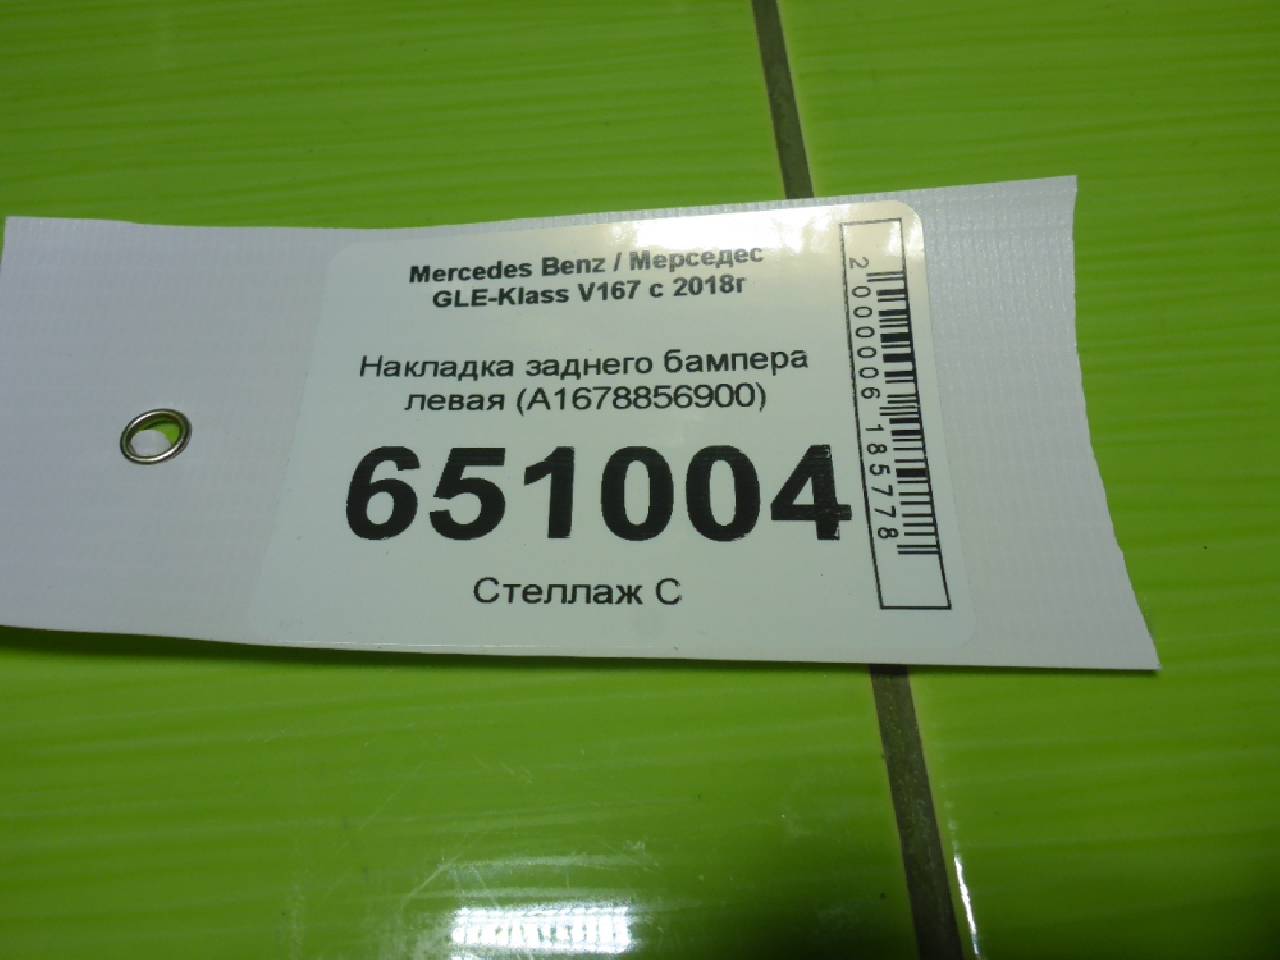 Mercedes Benz / Мерседес
GLE-Klass V167 с 2018г
Накладка заднего бампера
левая (A1678856900)
651004
Стеллаж С
2000006185778